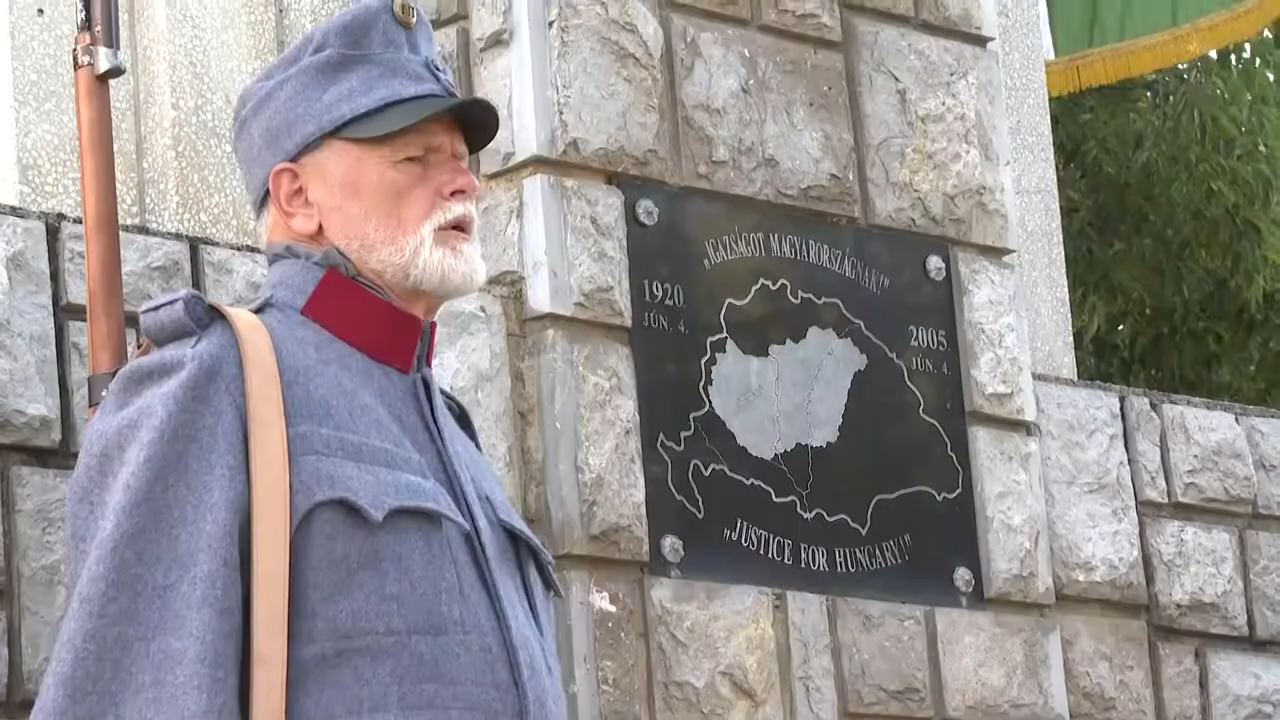 „IGAZSÁGOT MAGYARORSZÁGNAK!"
1920.
JÚN. 4.
2005.
JÚN. 4.
„JUSTICE FOR HUNGARY!"